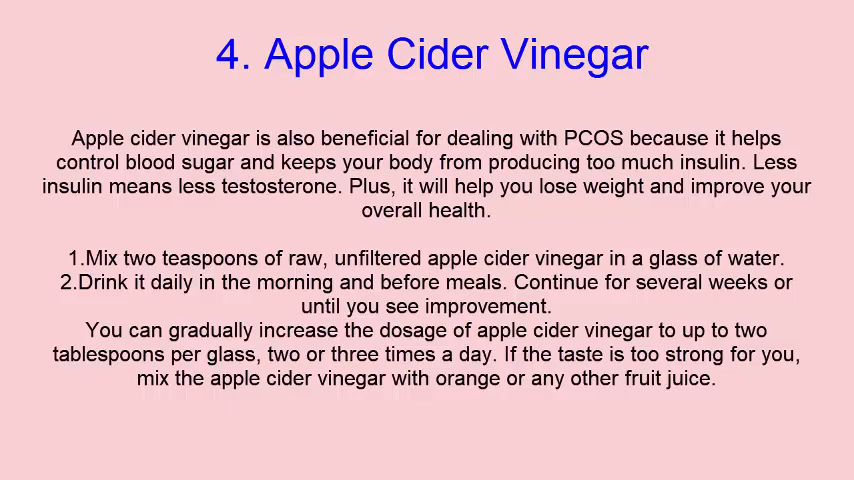 4. Apple Cider Vinegar
Apple cider vinegar is also beneficial for dealing with PCOS because it helps
control blood sugar and keeps your body from producing too much insulin. Less
insulin means less testosterone. Plus, it will help you lose weight and improve your
overall health.
1.Mix two teaspoons of raw, unfiltered apple cider vinegar in a glass of water.
2.Drink it daily in the morning and before meals. Continue for several weeks or
until you see improvement.
You can gradually increase the dosage of apple cider vinegar to up to two
tablespoons per glass, two or three times a day. If the taste is too strong for you,
mix the apple cider vinegar with orange or any other fruit juice.